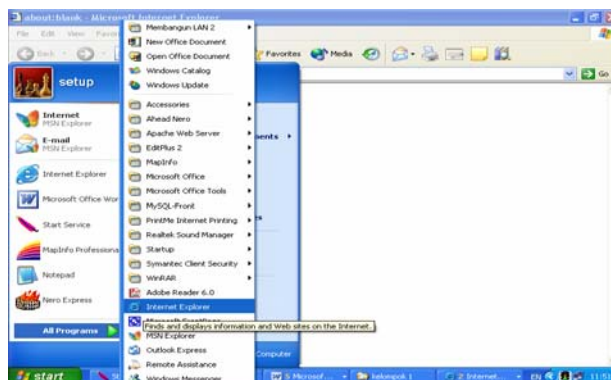 about:blank - Microsoft Internet Explorer
File Edit View Favor
Back
Favorites Media
Go
setup
Internet
MSN Explorer
E-mail
MSN Explorer
Internet Explorer
Microsoft Office Wor
Start Service
MapInfo Professiona
Notepad
Nero Express
All Programs
ments
Computer
Membangun LAN 2
New Office Document
Open Office Document
Windows Catalog
Windows Update
Accessories
Ahead Nero
Apache Web Server
EditPlus 2
MapInfo
Microsoft Office
Microsoft Office Tools
MySQL-Front
PrintMe Internet Printing
Realtek Sound Manager
Startup
Symantec Client Security
WinRAR
Adobe Reader 6.0
Internet Explorer
Finds and displays information and Web sites on the Internet.
MSN Explorer
Outlook Express
Remote Assistance
Windows Messenger
start
5 Microsof...
kelompok 1
2 Internet...
EN